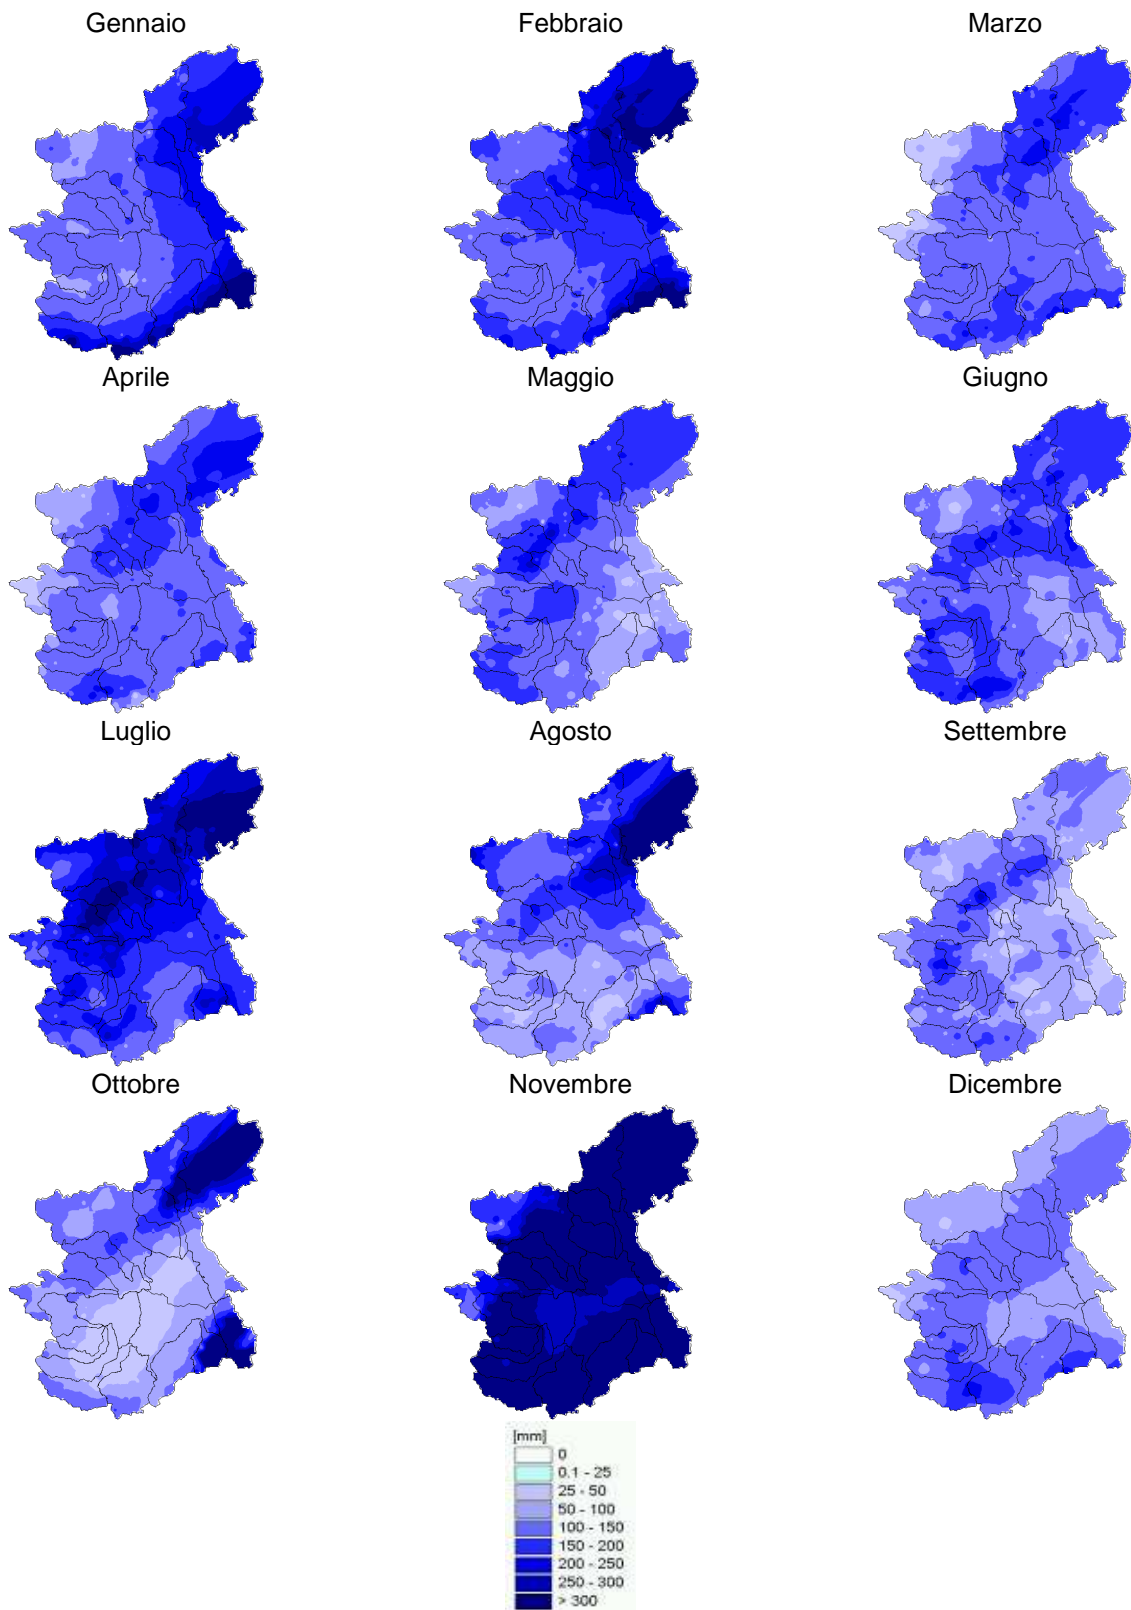 Gennaio Febbraio Marzo
Aprile Maggio Giugno
Luglio Agosto Settembre
Ottobre Novembre Dicembre
[mm]
0
0.1 - 25
25 - 50
50 - 100
100 - 150
150 - 200
200 - 250
250 - 300
> 300